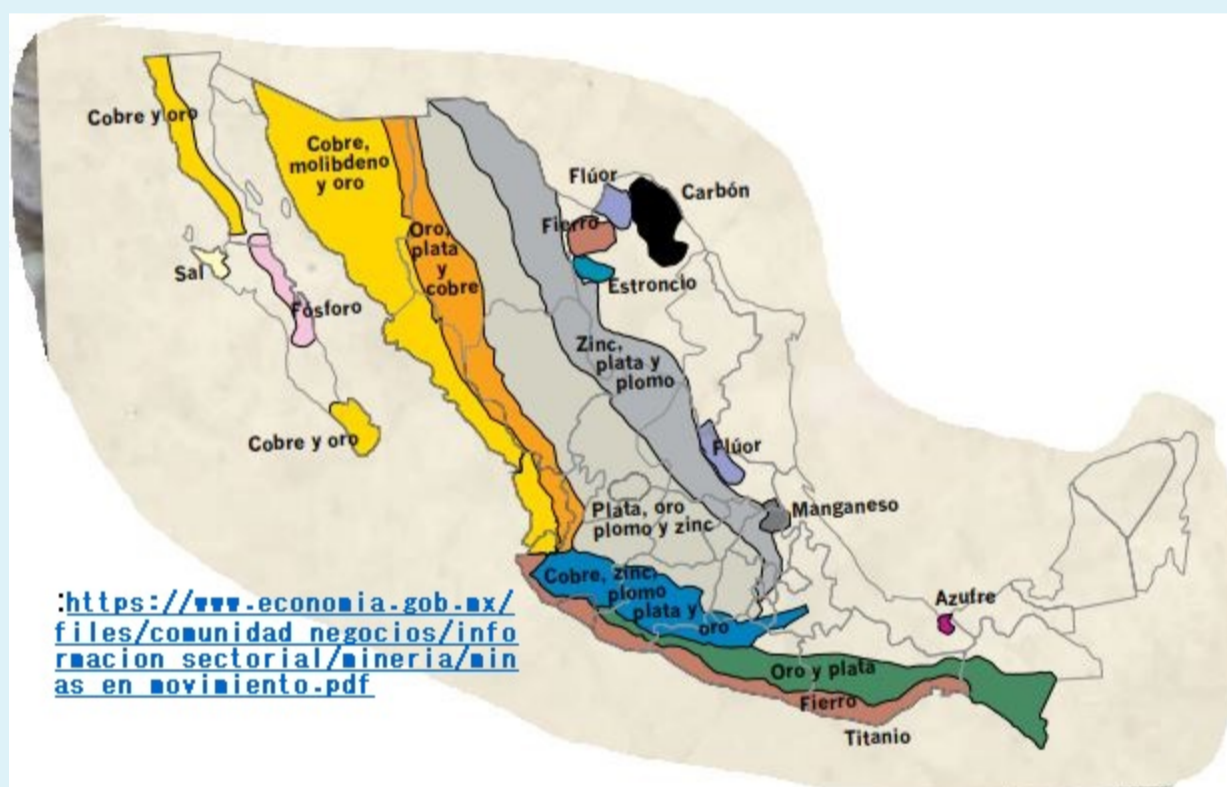 Cobre y oro
Cobre,
molibdeno
y oro
Flúor
Carbón
Fierro
Oro,
plata
y
cobre
Sal
Estroncio
Fósforo
Zinc,
plata y
plomo
Cobre y oro
Flúor
Plata, oro
plomo y zinc
Manganeso
Cobre, zinc,
plomo
plata y
oro
:https://www.economia.gob.mx/
files/comunidad_negocios/info
rmacion_sectorial/mineria/min
as_en_movimiento.pdf
Azufre
Oro y plata
Fierro
Titanio